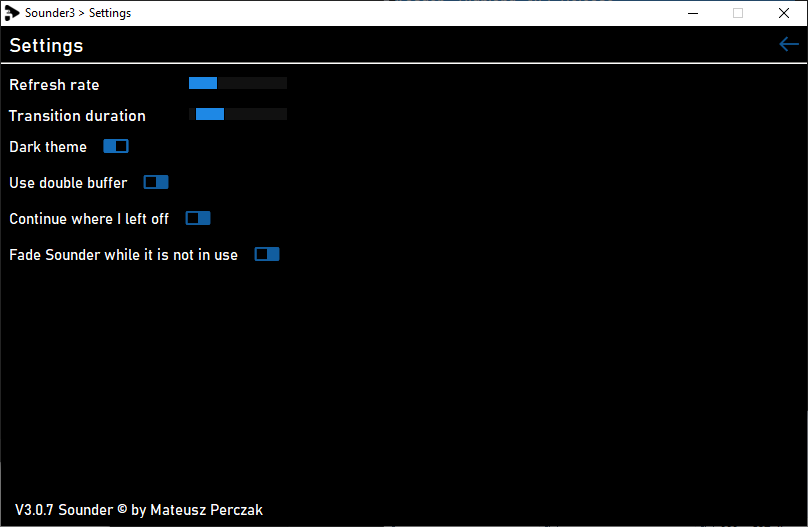 Sounder3 > Settings
Settings
Refresh rate
Transition duration
Dark theme
Use double buffer
Continue where I left off
Fade Sounder while it is not in use
V3.0.7 Sounder © by Mateusz Perczak